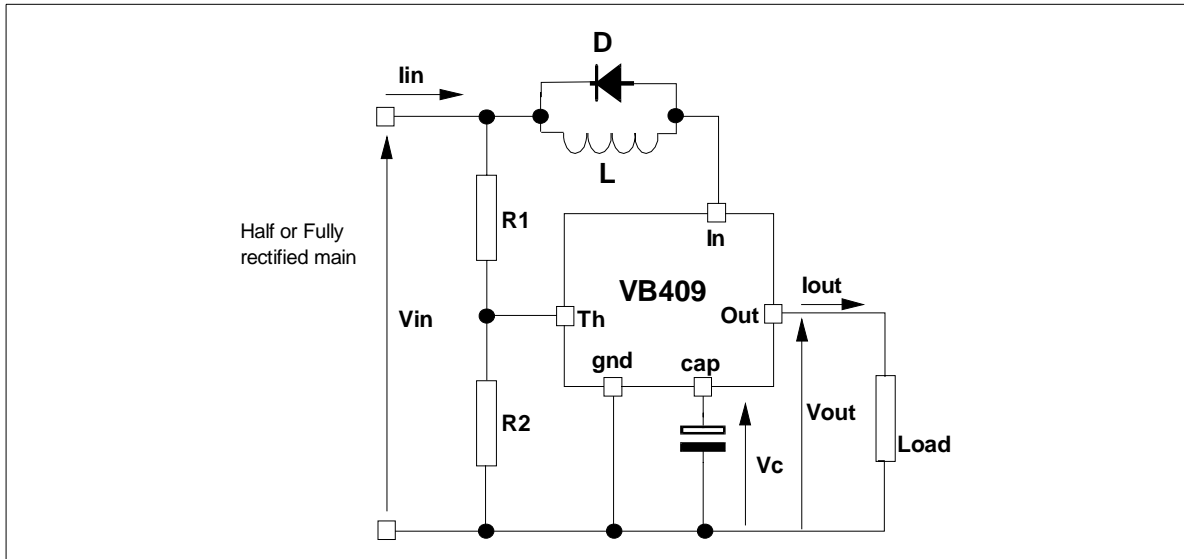 D
Iin
L
R1
In
Half or Fully
rectified main
VB409
Iout
Vin
Th
Out
gnd
cap
R2
Vout
Load
Vc